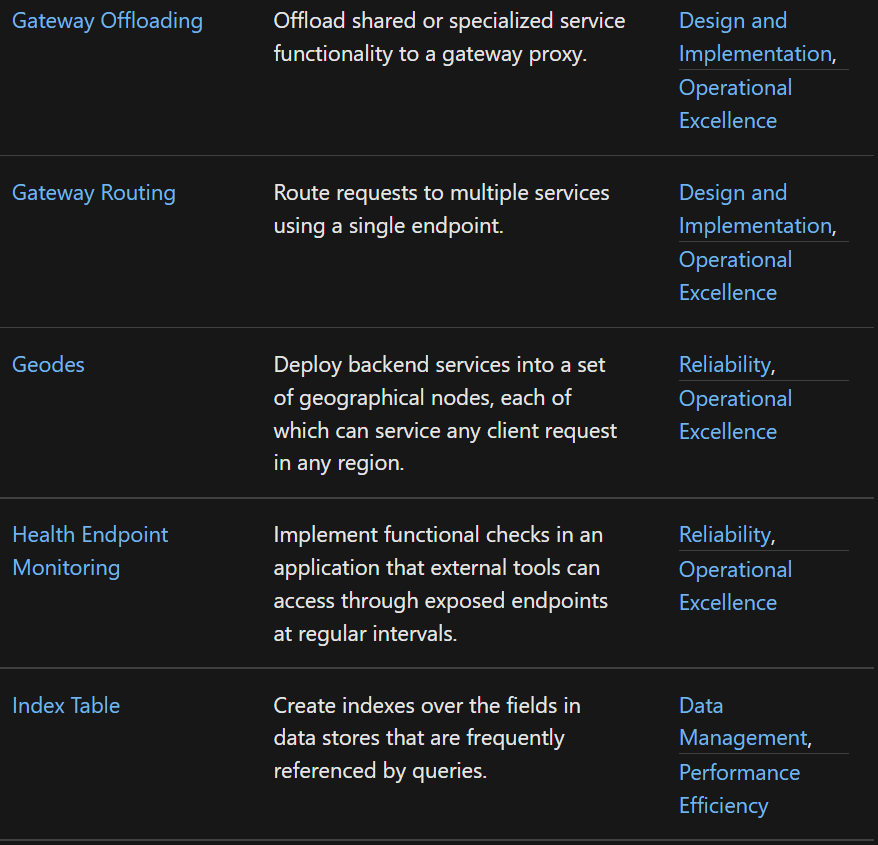 Gateway Offloading
Offload shared or specialized service
functionality to a gateway proxy.
Design and
Implementation,
Operational
Excellence
Gateway Routing
Route requests to multiple services
using a single endpoint.
Design and
Implementation,
Operational
Excellence
Geodes
Deploy backend services into a set
of geographical nodes, each of
which can service any client request
in any region.
Reliability,
Operational
Excellence
Health Endpoint
Monitoring
Implement functional checks in an
application that external tools can
access through exposed endpoints
at regular intervals.
Reliability,
Operational
Excellence
Index Table
Create indexes over the fields in
data stores that are frequently
referenced by queries.
Data
Management,
Performance
Efficiency